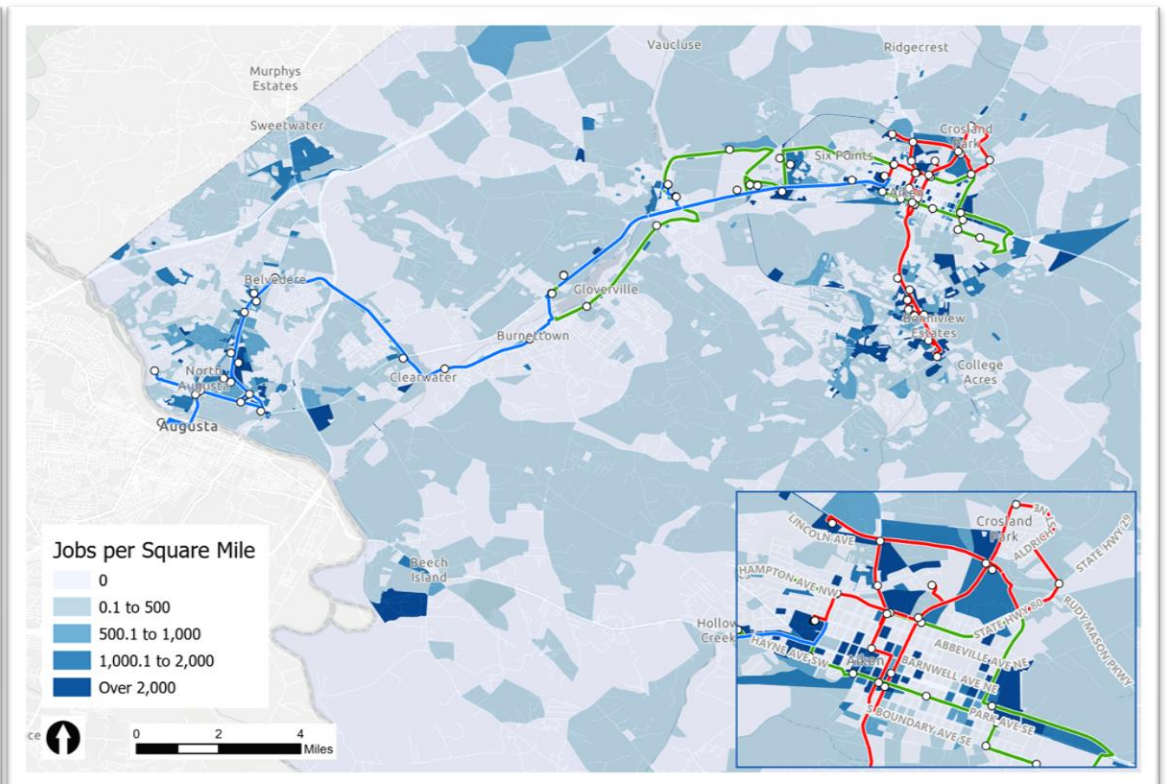 Vaucluse
Ridgecrest
Murphys
Estates
Sweetwater
Crosland
Park
Six Points
Aiken
Belvedere
Gloverville
Burnettown
Clearwater
Estates
College
Acres
North
Augusta
Augusta
Jobs per Square Mile
0
0.1 to 500
500.1 to 1,000
1,000.1 to 2,000
Over 2,000
0 2 4
Miles
Beech
Island
Hollow
Creek
LINCOLN AVE
Crosland
Park
ALDRICH
ST NE
STATE HWY 29
HAMPTON AVE NW
STATE HWY 80
RUDY MASON PKWY
ABBEVILLE AVE NE
HAYNE AVE SW
Aiken
BARNWELL AVE NE
PARK AVE SE
S BOUNDARY AVE SE